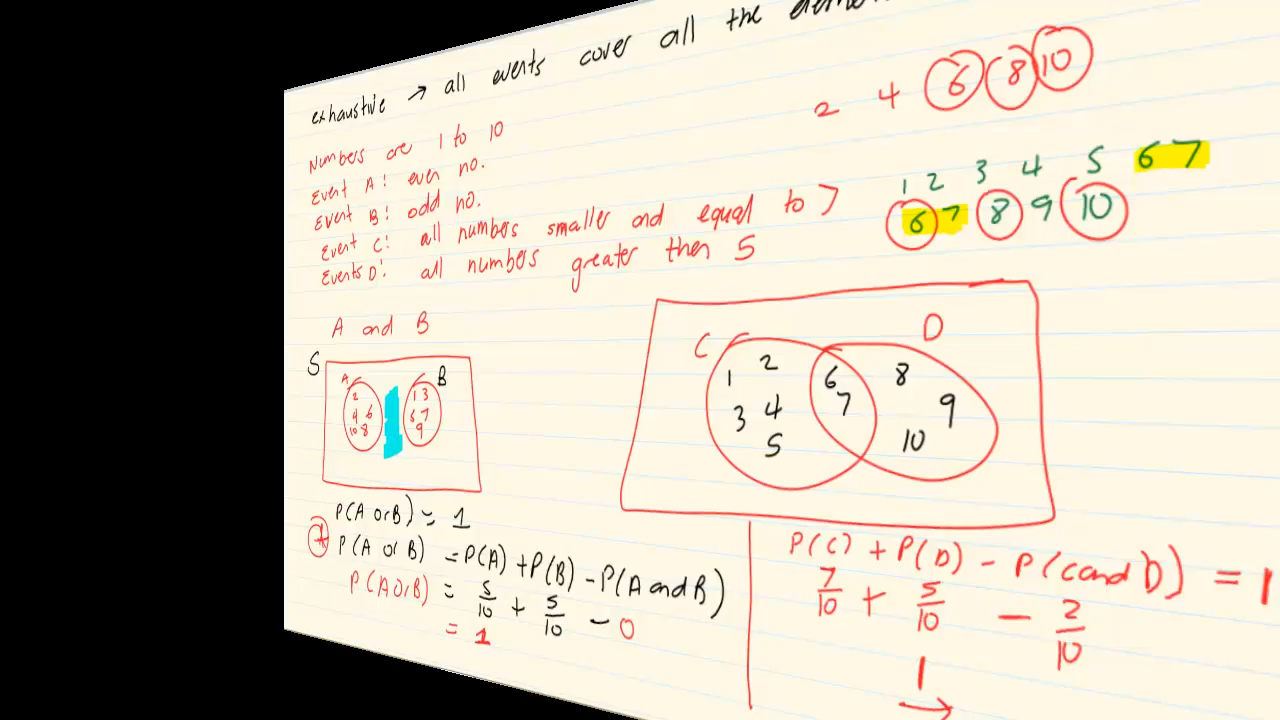 exhaustive → all events cover all the
2 4 6 8 10
Numbers are 1 to 10
Event A: even no.
Event B: odd no.
Event C: all numbers smaller and equal to 7
Events D: all numbers greater then 5
1 2 3 4 5 6 7
6 7 8 9 10
A and B
S
A B
2
4 6
10 8
1 3
5 7
9
C D
1 2
3 4
5
6
7
8
9
10
P(A or B) = 1
P(A or B) = P(A) + P(B) - P(A and B)
P(A or B) = 5/10 + 5/10 - 0
= 1
P(C) + P(D) - P(C and D) = 1
7/10 + 5/10 - 2/10
1
→